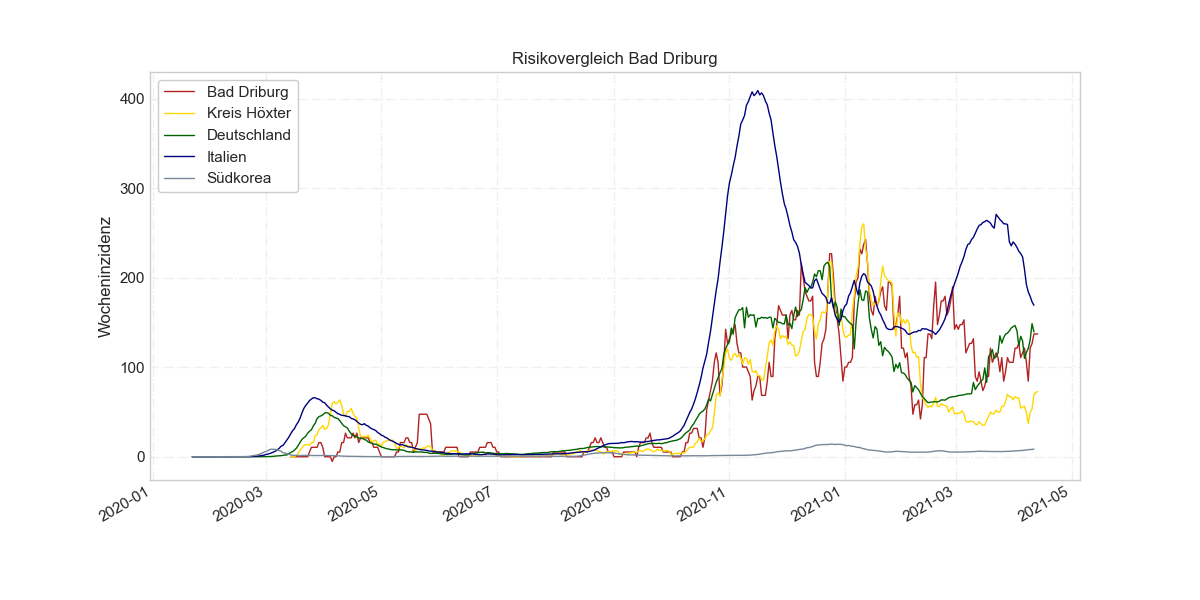 Risikovergleich Bad Driburg
Bad Driburg
Kreis Höxter
Deutschland
Italien
Südkorea
Wocheninzidenz
400
300
200
100
0
2020-01
2020-03
2020-05
2020-07
2020-09
2020-11
2021-01
2021-03
2021-05